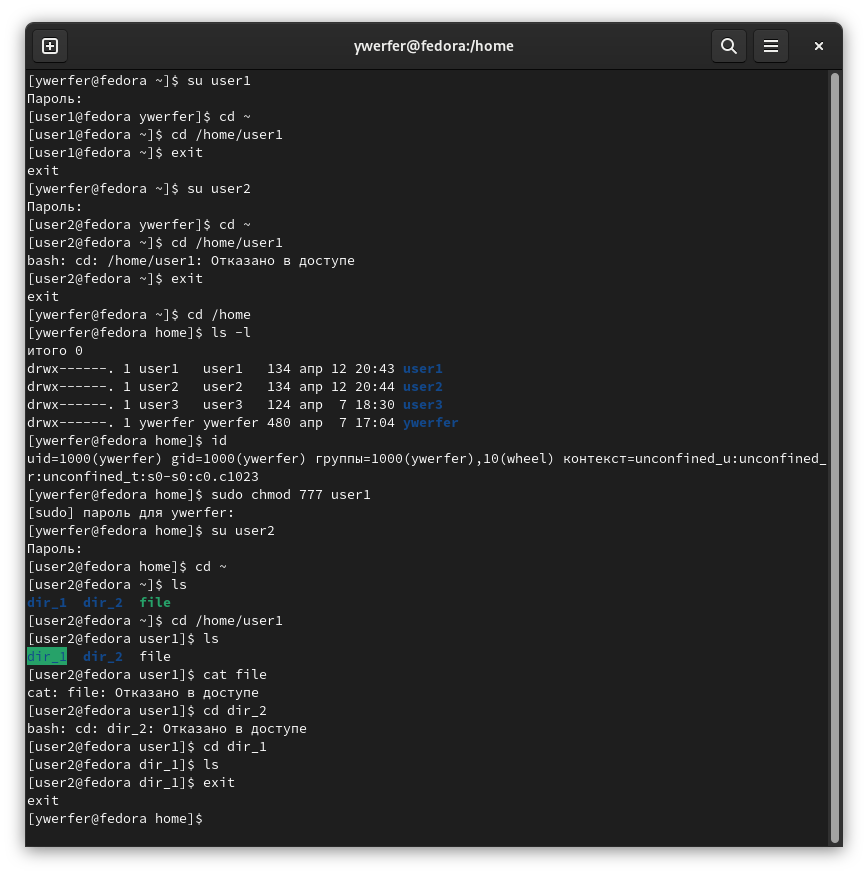 ywerfer@fedora:/home
[ywerfer@fedora ~]$ su user1
Пароль:
[user1@fedora ywerfer]$ cd ~
[user1@fedora ~]$ cd /home/user1
[user1@fedora ~]$ exit
exit
[ywerfer@fedora ~]$ su user2
Пароль:
[user2@fedora ywerfer]$ cd ~
[user2@fedora ~]$ cd /home/user1
bash: cd: /home/user1: Отказано в доступе
[user2@fedora ~]$ exit
exit
[ywerfer@fedora ~]$ cd /home
[ywerfer@fedora home]$ ls -l
итого 0
drwx------. 1 user1   user1   134 апр 12 20:43 user1
drwx------. 1 user2   user2   134 апр 12 20:44 user2
drwx------. 1 user3   user3   124 апр  7 18:30 user3
drwx------. 1 ywerfer ywerfer 480 апр  7 17:04 ywerfer
[ywerfer@fedora home]$ id
uid=1000(ywerfer) gid=1000(ywerfer) группы=1000(ywerfer),10(wheel) контекст=unconfined_u:unconfined_
r:unconfined_t:s0-s0:c0.c1023
[ywerfer@fedora home]$ sudo chmod 777 user1
[sudo] пароль для ywerfer:
[ywerfer@fedora home]$ su user2
Пароль:
[user2@fedora home]$ cd ~
[user2@fedora ~]$ ls
dir_1  dir_2  file
[user2@fedora ~]$ cd /home/user1
[user2@fedora user1]$ ls
dir_1  dir_2  file
[user2@fedora user1]$ cat file
cat: file: Отказано в доступе
[user2@fedora user1]$ cd dir_2
bash: cd: dir_2: Отказано в доступе
[user2@fedora user1]$ cd dir_1
[user2@fedora dir_1]$ ls
[user2@fedora dir_1]$ exit
exit
[ywerfer@fedora home]$